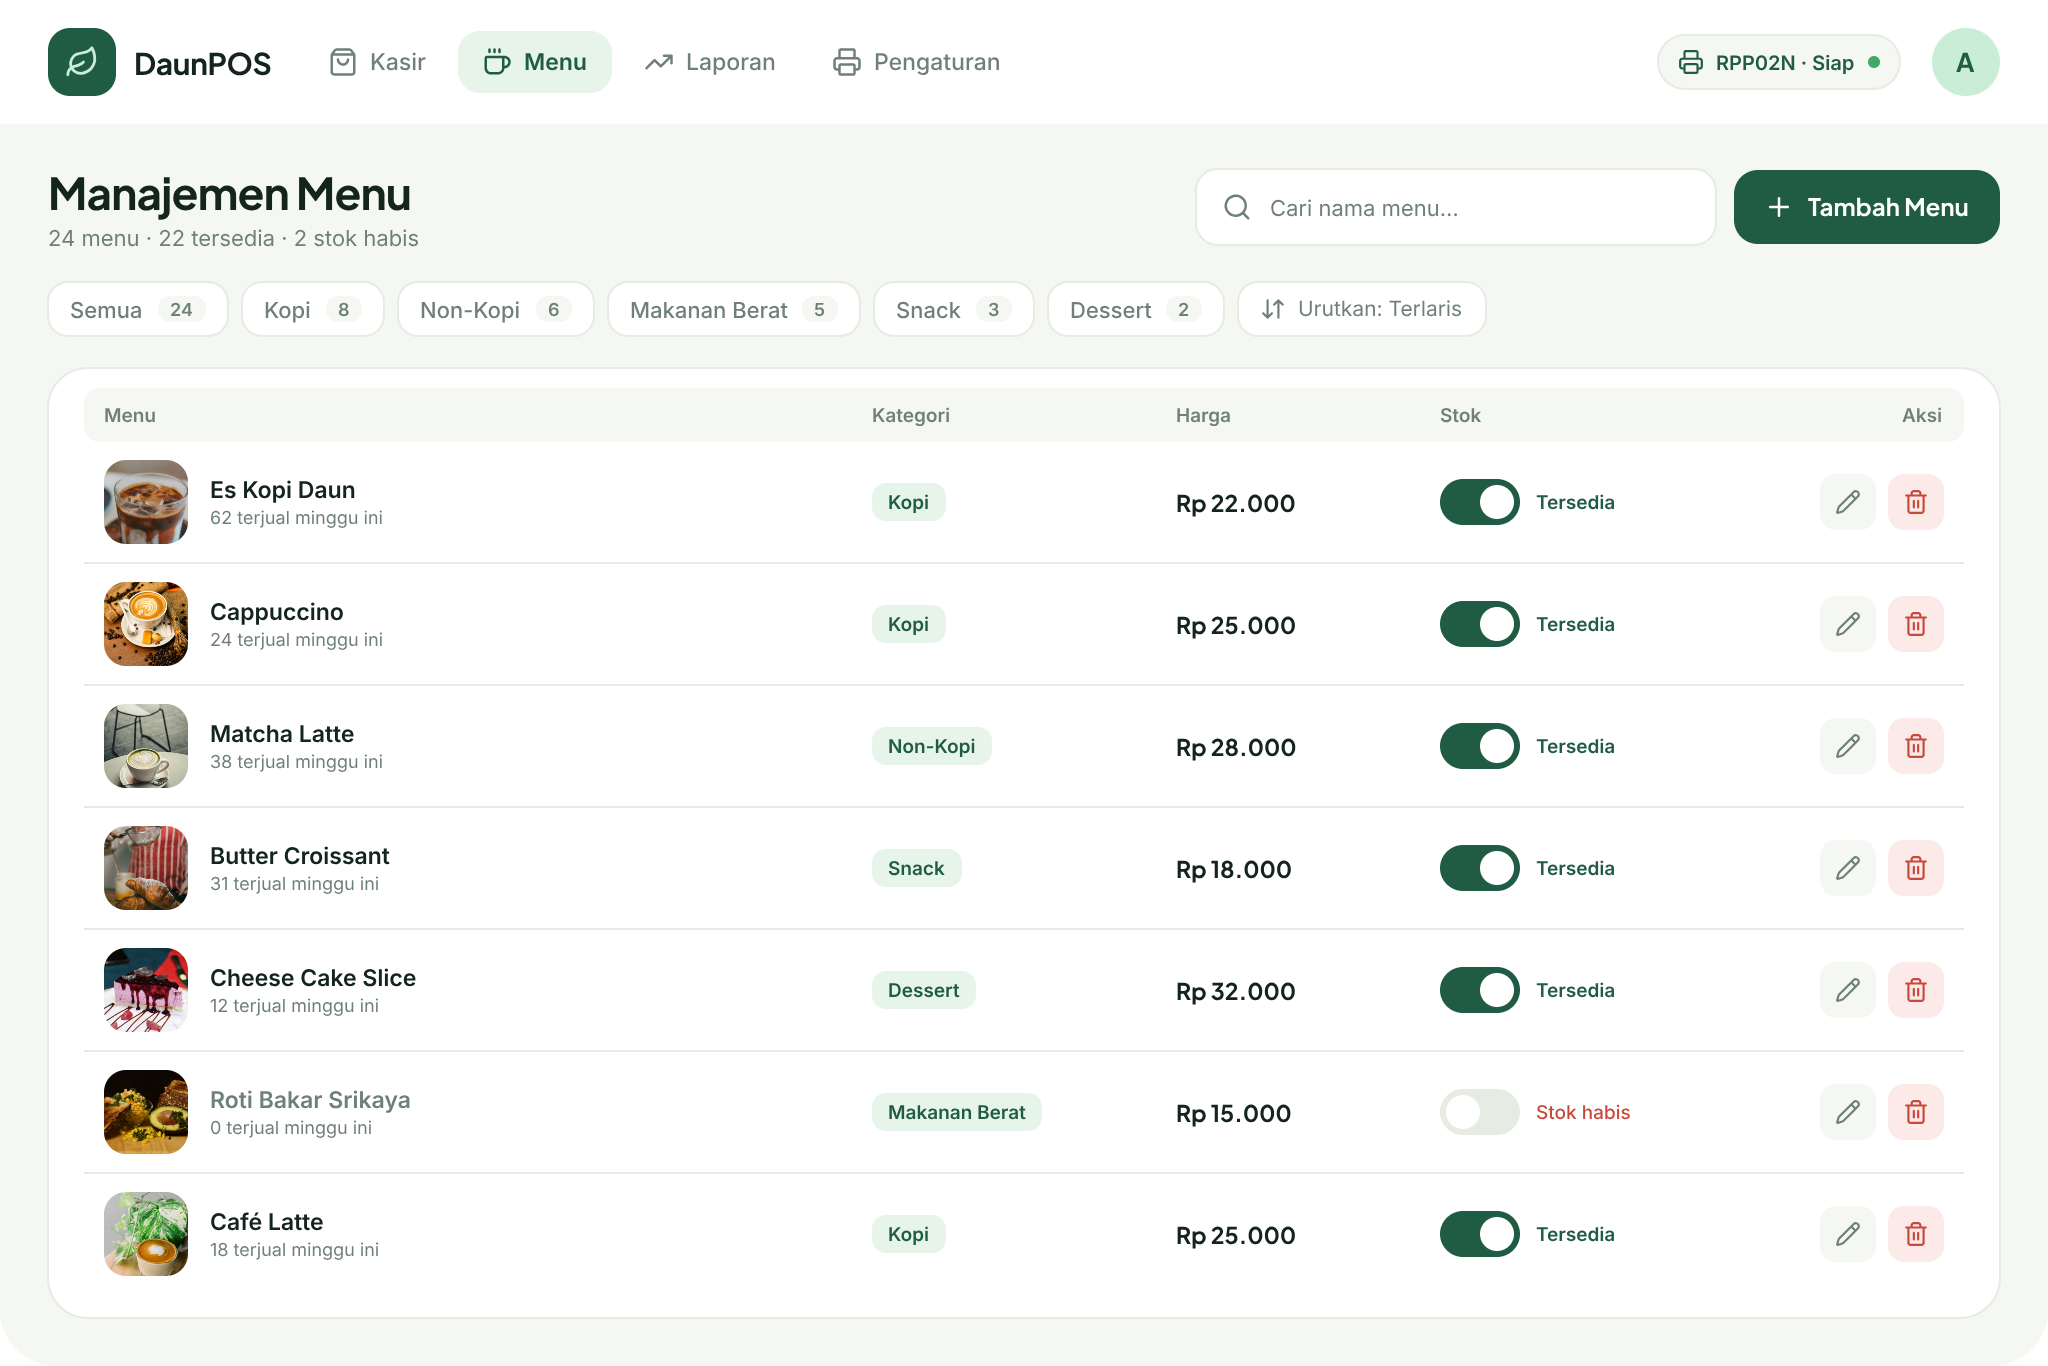 DaunPOS
Kasir
Menu
Laporan
Pengaturan
RPP02N · Siap
A
Manajemen Menu
24 menu · 22 tersedia · 2 stok habis
Cari nama menu...
+ Tambah Menu
Semua 24
Kopi 8
Non-Kopi 6
Makanan Berat 5
Snack 3
Dessert 2
Urutkan: Terlaris
Menu Kategori Harga Stok Aksi
Es Kopi Daun
62 terjual minggu ini
Kopi
Rp 22.000
Tersedia
Cappuccino
24 terjual minggu ini
Kopi
Rp 25.000
Tersedia
Matcha Latte
38 terjual minggu ini
Non-Kopi
Rp 28.000
Tersedia
Butter Croissant
31 terjual minggu ini
Snack
Rp 18.000
Tersedia
Cheese Cake Slice
12 terjual minggu ini
Dessert
Rp 32.000
Tersedia
Roti Bakar Srikaya
0 terjual minggu ini
Makanan Berat
Rp 15.000
Stok habis
Café Latte
18 terjual minggu ini
Kopi
Rp 25.000
Tersedia